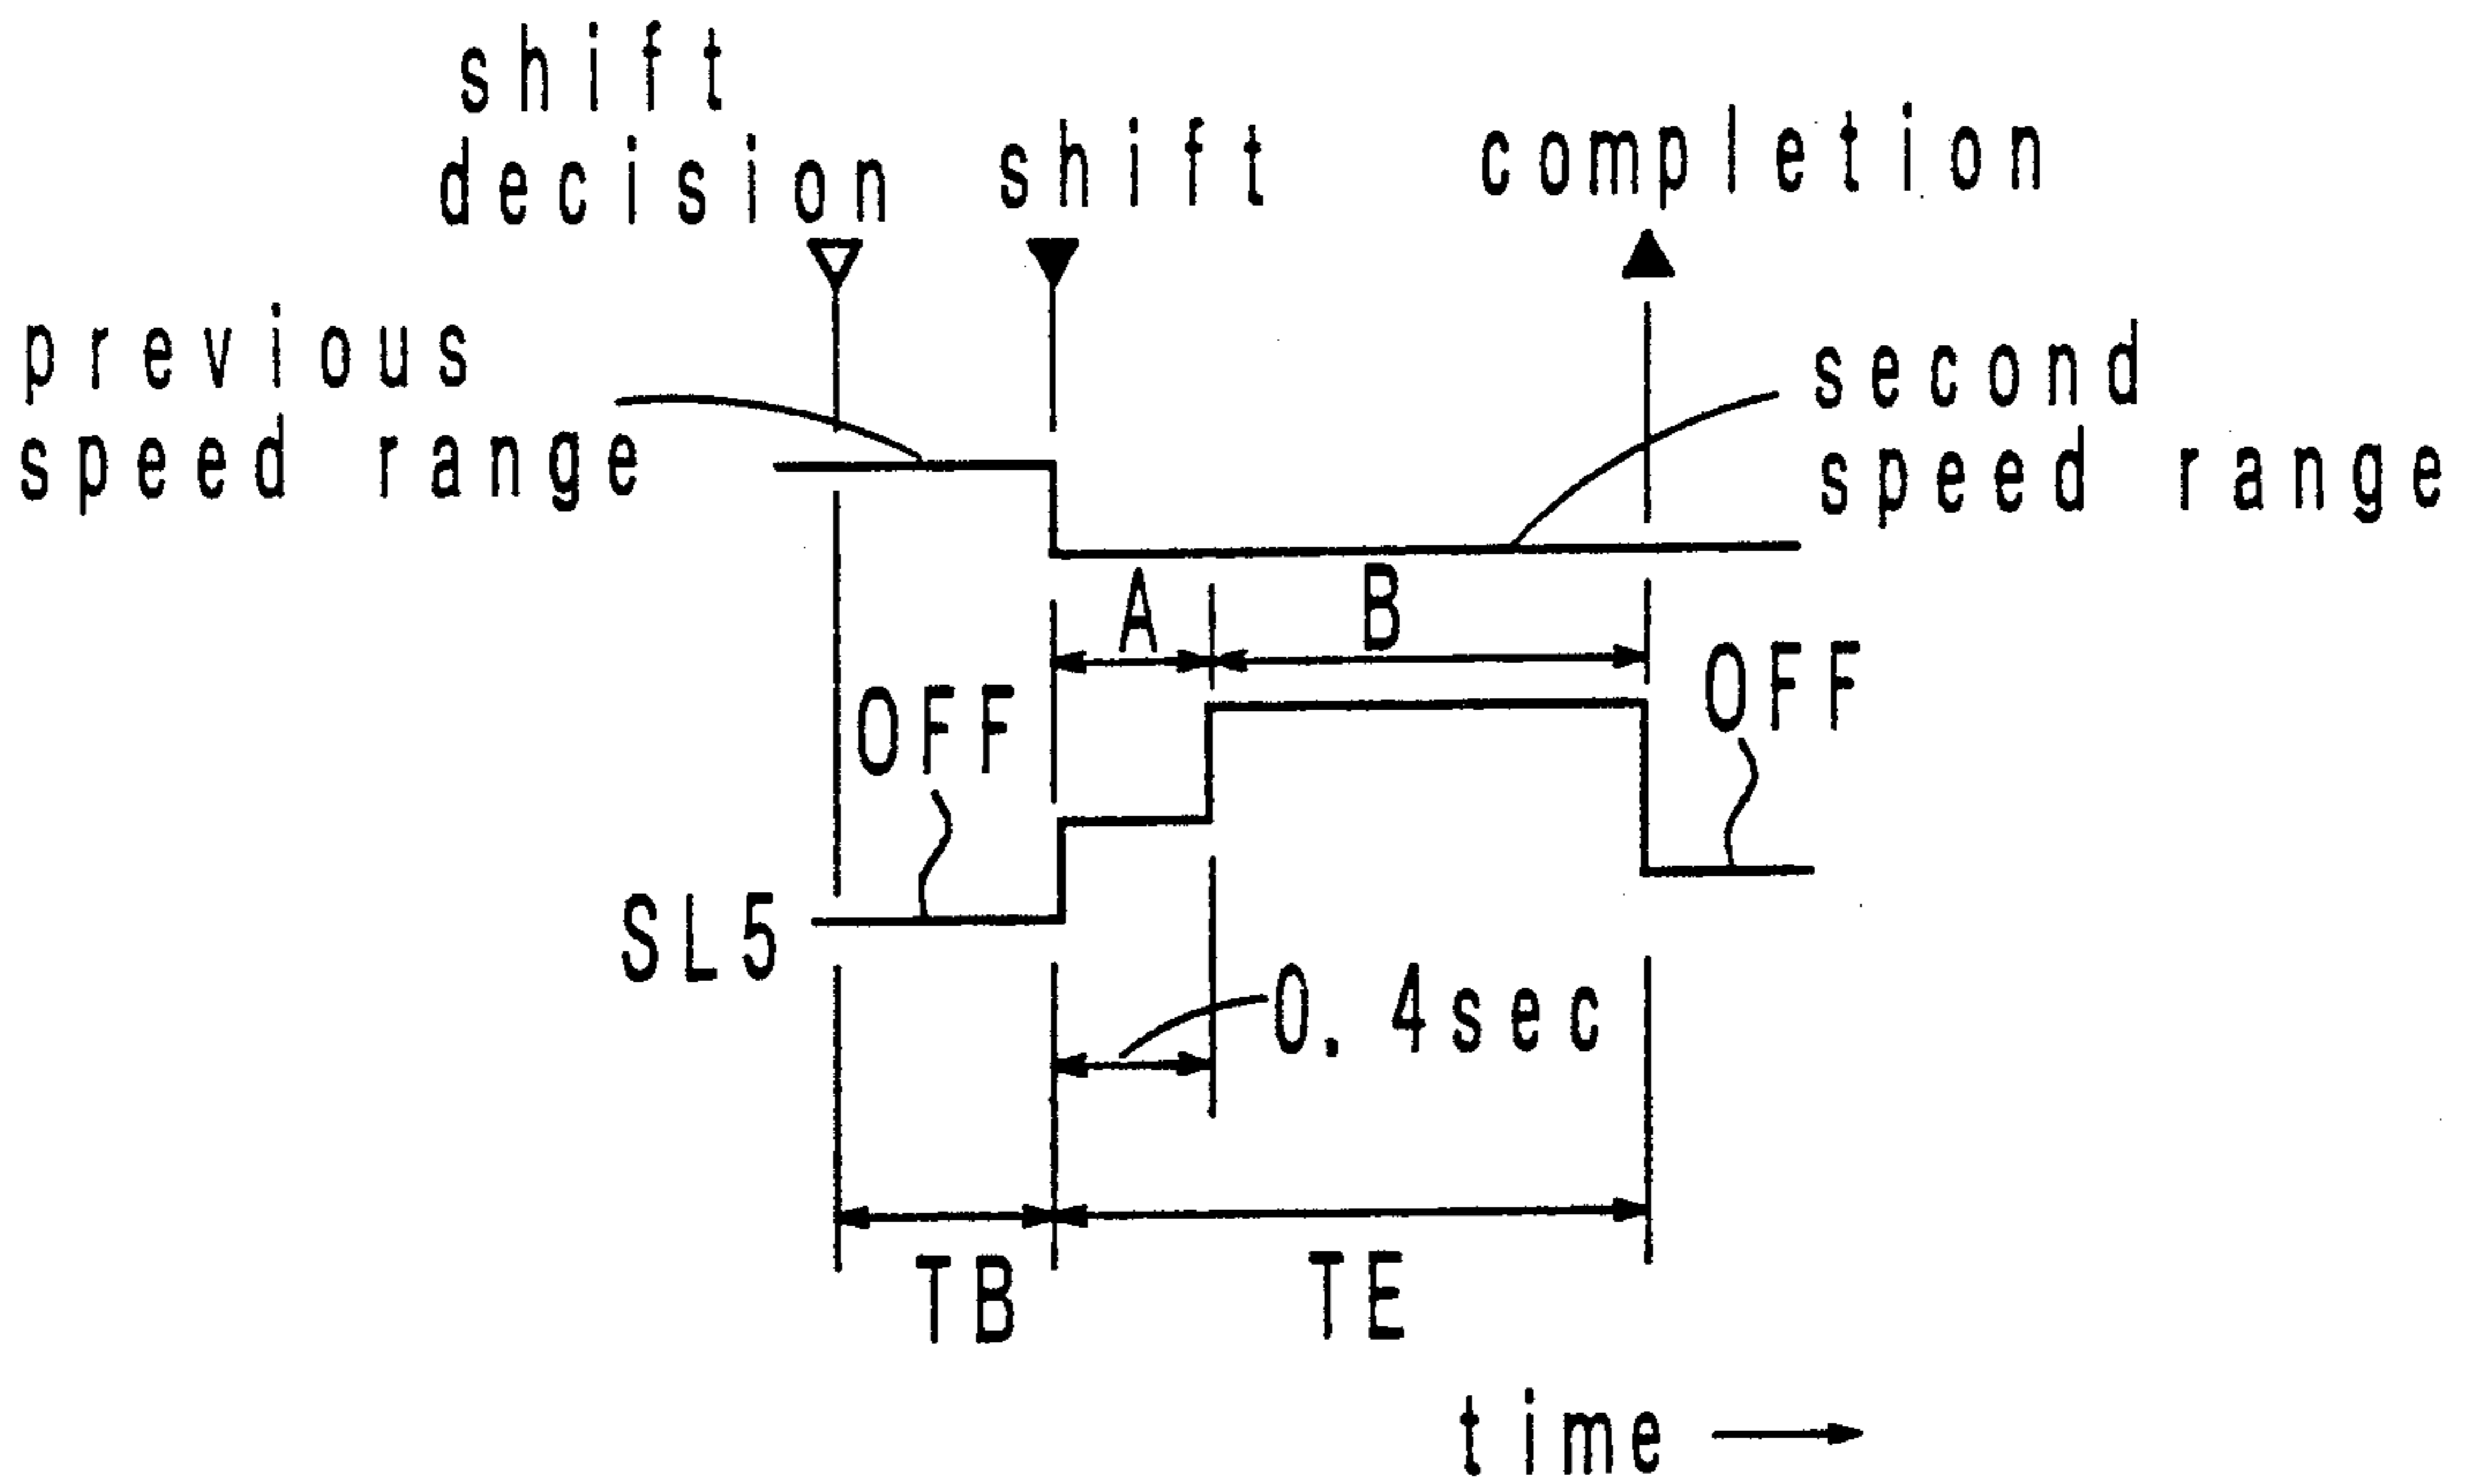 shift
decision
shift
completion
previous
speed range
second
speed range
A
B
OFF
OFF
SL5
0.4sec
TB
TE
time